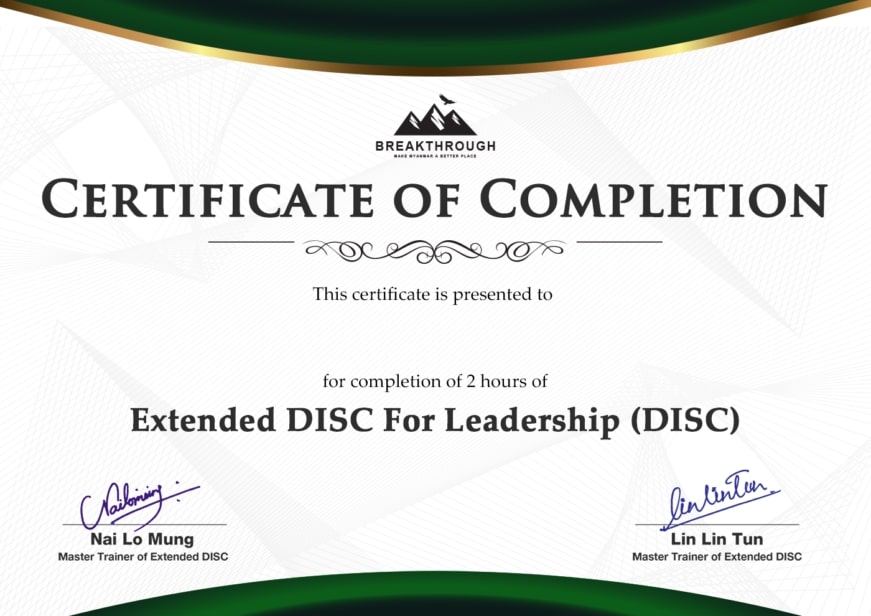 BREAKTHROUGH
MAKE MYANMAR A BETTER PLACE
CERTIFICATE OF COMPLETION
This certificate is presented to
for completion of 2 hours of
Extended DISC For Leadership (DISC)
Nailomung
Lin Lin Tun
Nai Lo Mung
Lin Lin Tun
Master Trainer of Extended DISC
Master Trainer of Extended DISC